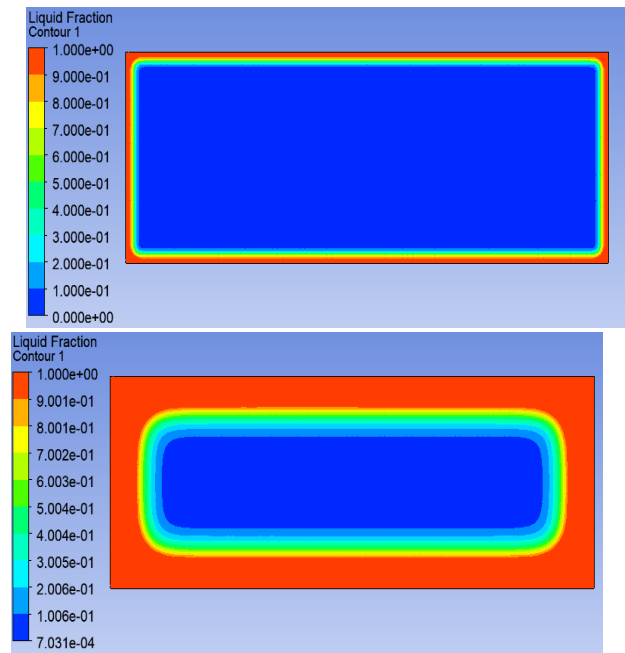 Liquid Fraction
Contour 1
1.000e+00
9.000e-01
8.000e-01
7.000e-01
6.000e-01
5.000e-01
4.000e-01
3.000e-01
2.000e-01
1.000e-01
0.000e+00
Liquid Fraction
Contour 1
1.000e+00
9.001e-01
8.001e-01
7.002e-01
6.003e-01
5.004e-01
4.004e-01
3.005e-01
2.006e-01
1.006e-01
7.031e-04